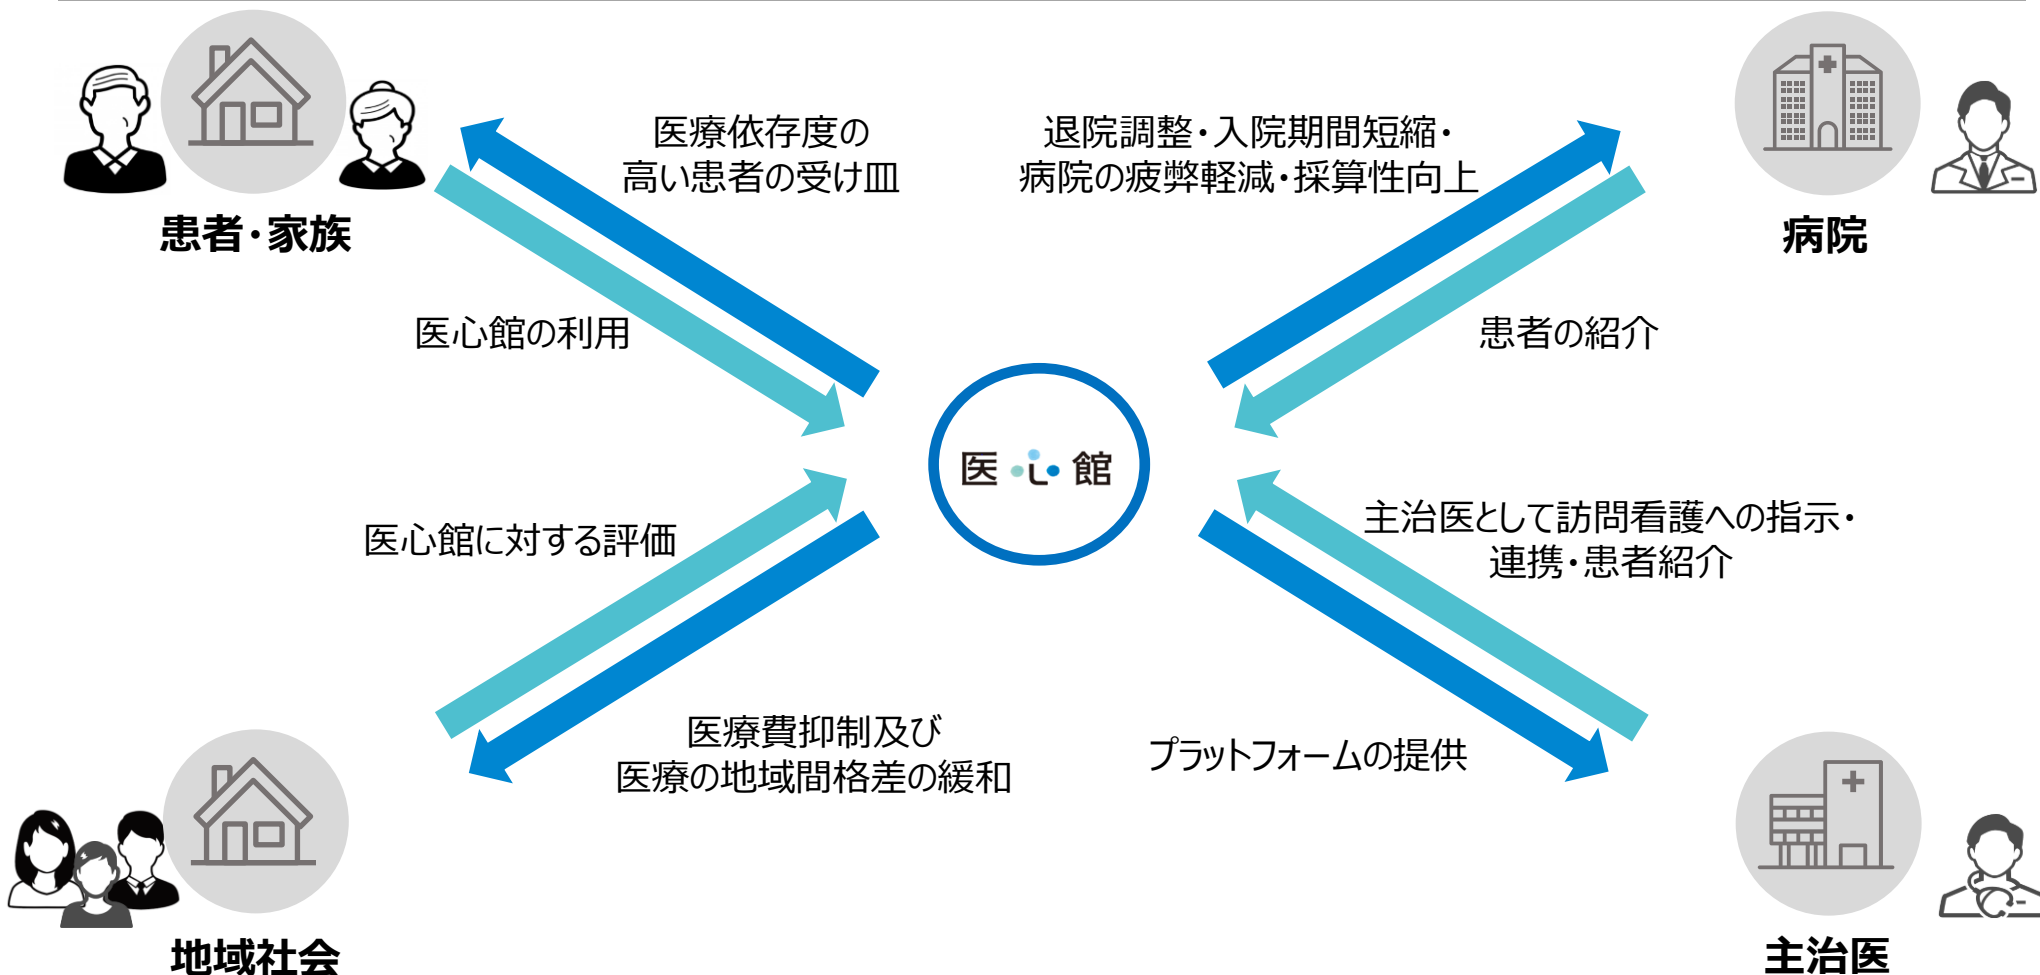 医療依存度の
高い患者の受け皿
退院調整・入院期間短縮・
病院の疲弊軽減・採算性向上
患者・家族
病院
医心館の利用
患者の紹介
医心館
医心館に対する評価
主治医として訪問看護への指示・
連携・患者紹介
医療費抑制及び
医療の地域間格差の緩和
プラットフォームの提供
地域社会
主治医